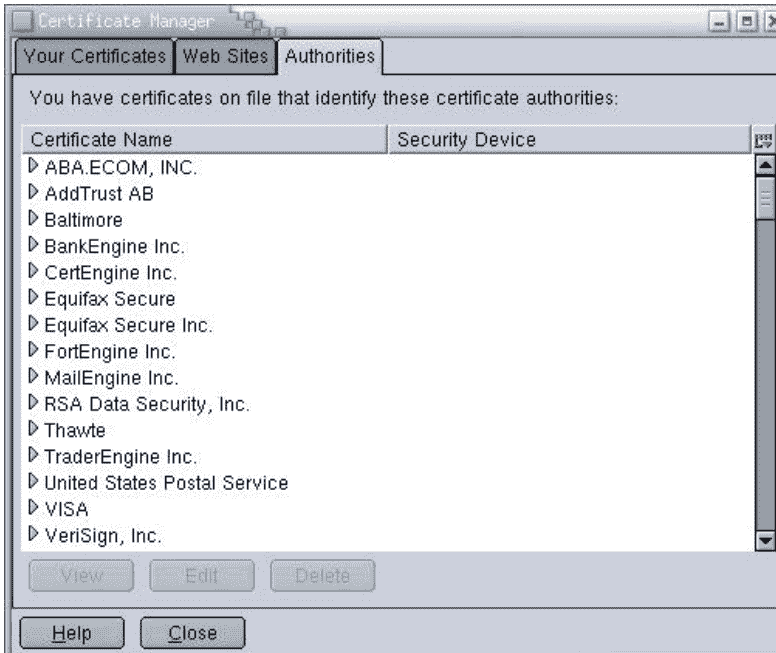 Certificate Manager
Your Certificates Web Sites Authorities
You have certificates on file that identify these certificate authorities:
Certificate Name Security Device
ABA.ECOM, INC.
AddTrust AB
Baltimore
BankEngine Inc.
CertEngine Inc.
Equifax Secure
Equifax Secure Inc.
FortEngine Inc.
MailEngine Inc.
RSA Data Security, Inc.
Thawte
TraderEngine Inc.
United States Postal Service
VISA
VeriSign, Inc.
View Edit Delete
Help Close